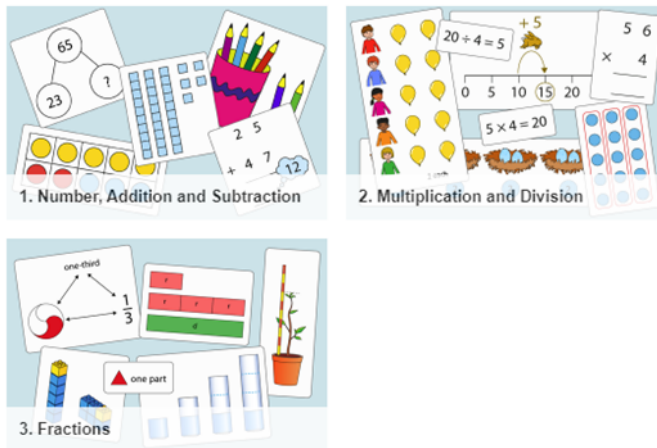 65
23
?
2 5
+ 4 7
12
1. Number, Addition and Subtraction
20 ÷ 4 = 5
+ 5
0 5 10 15 20
5 6
× 4
5 × 4 = 20
2. Multiplication and Division
one-third
1
3
r
r r r
d
one part
3. Fractions